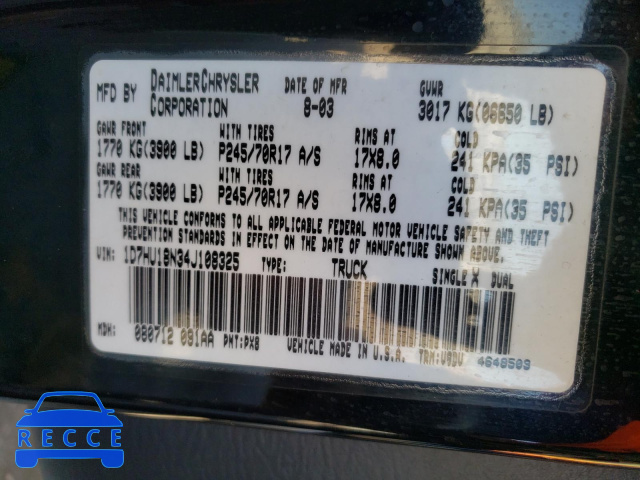 MFD BY DAIMLERCHRYSLER CORPORATION DATE OF MFR 8-03 GVWR 3017 KG(06650 LB)
GAWR FRONT WITH TIRES RIMS AT COLD
1770 KG(3900 LB) P245/70R17 A/S 17X8.0 241 KPA(35 PSI)
GAWR REAR WITH TIRES RIMS AT COLD
1770 KG(3900 LB) P245/70R17 A/S 17X8.0 241 KPA(35 PSI)
THIS VEHICLE CONFORMS TO ALL APPLICABLE FEDERAL MOTOR VEHICLE SAFETY AND THEFT
PREVENTION STANDARDS IN EFFECT ON THE DATE OF MANUFACTURE SHOWN ABOVE.
VIN: 1D7HU18N34J108325 TYPE: TRUCK SINGLE X DUAL
MDH: 080712 091AA PNT:PX8 VEHICLE MADE IN U.S.A. TRM:V9DV 4648509
RECCE